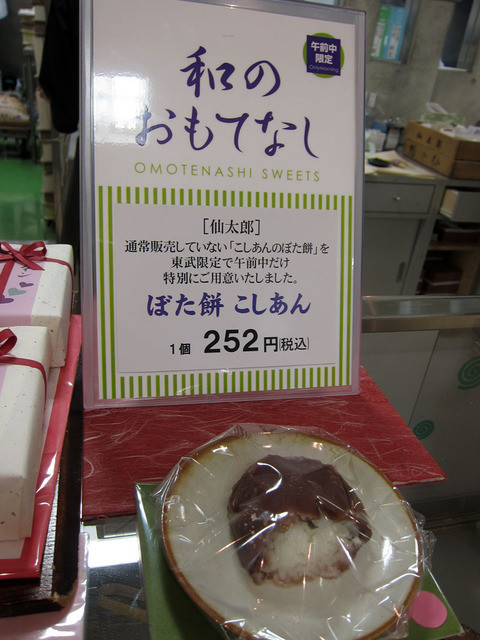 午前中
限定
Only Morning
和の
おもてなし
OMOTENASHI SWEETS
［仙太郎］
通常販売していない「こしあんのぼた餅」を
東武限定で午前中だけ
特別にご用意いたしました。
ぼた餅 こしあん
1個 252円(税込)